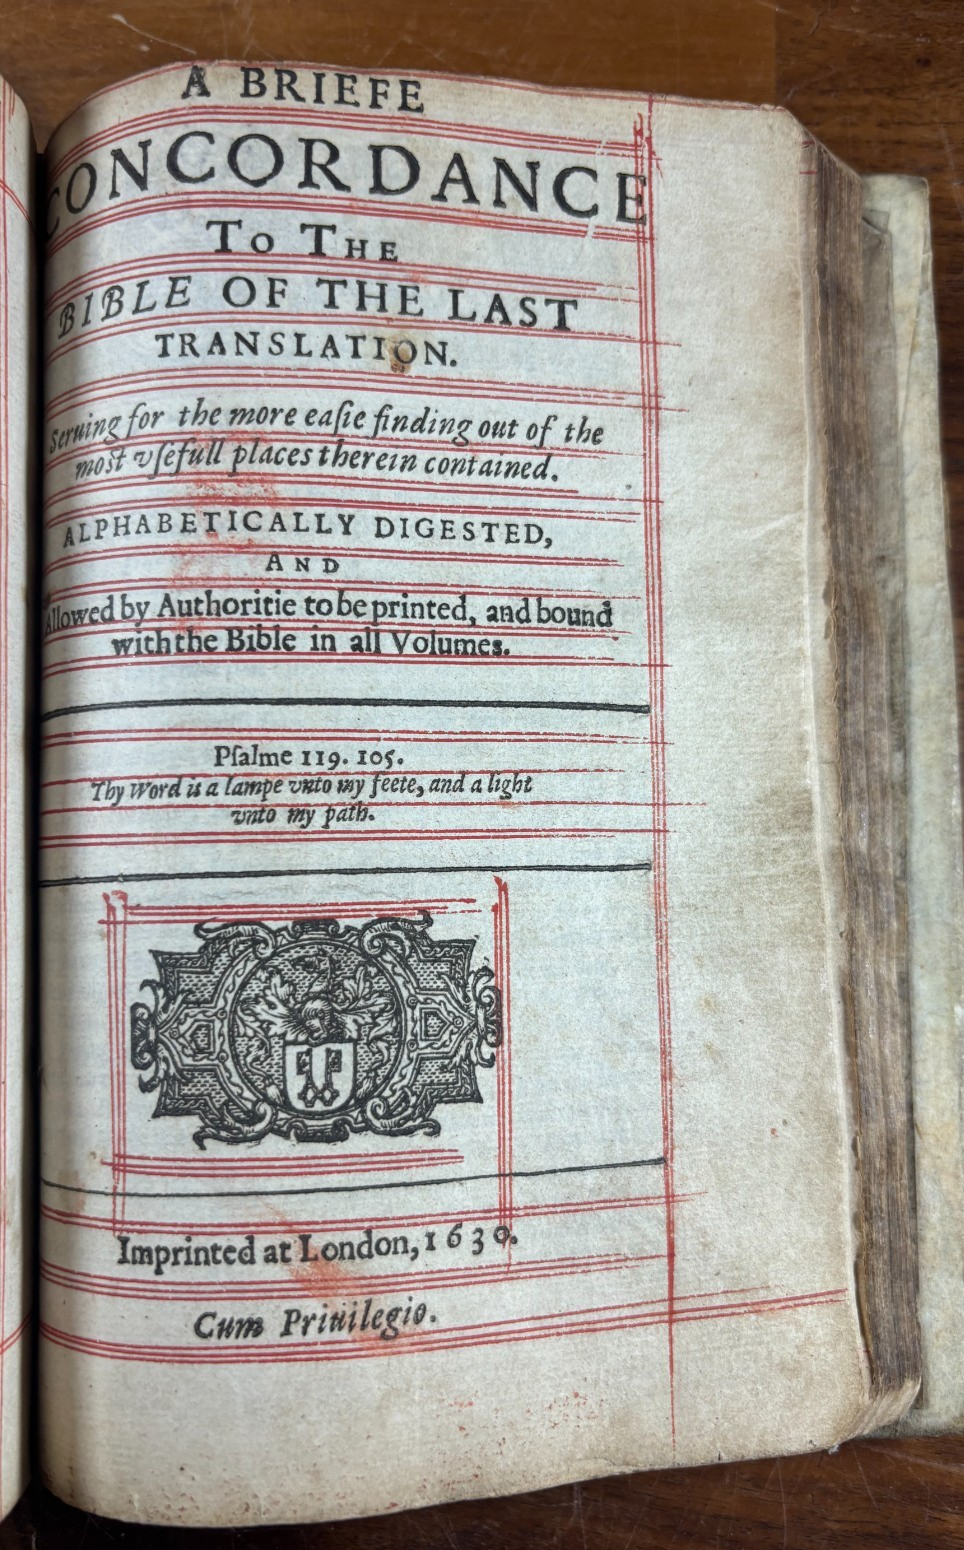 A BRIEFE
CONCORDANCE
TO THE
BIBLE OF THE LAST
TRANSLATION.
Seruing for the more eaſie finding out of the
most vſefull places therein contained.
ALPHABETICALLY DIGESTED,
AND
Allowed by Authoritie to be printed, and bound
with the Bible in all Volumes.
Pſalme 119. 105.
Thy Word is a lampe vnto my feete, and a light
vnto my path.
Imprinted at London, 1630.
Cum Priuilegio.